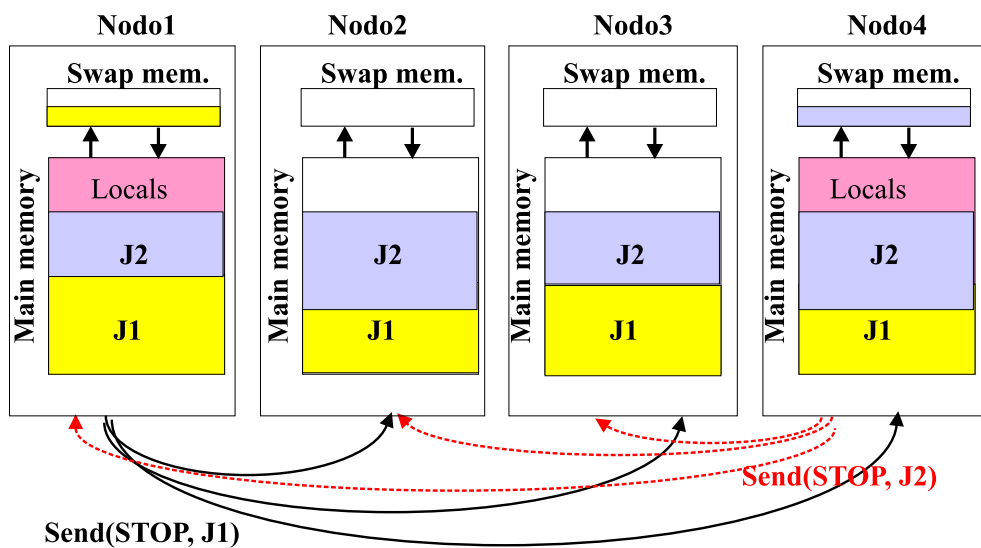 Nodo1
Nodo2
Nodo3
Nodo4
Swap mem.
Swap mem.
Swap mem.
Swap mem.
Main memory
Locals
J2
J1
Main memory
J2
J1
Main memory
J2
J1
Main memory
Locals
J2
J1
Send(STOP, J2)
Send(STOP, J1)